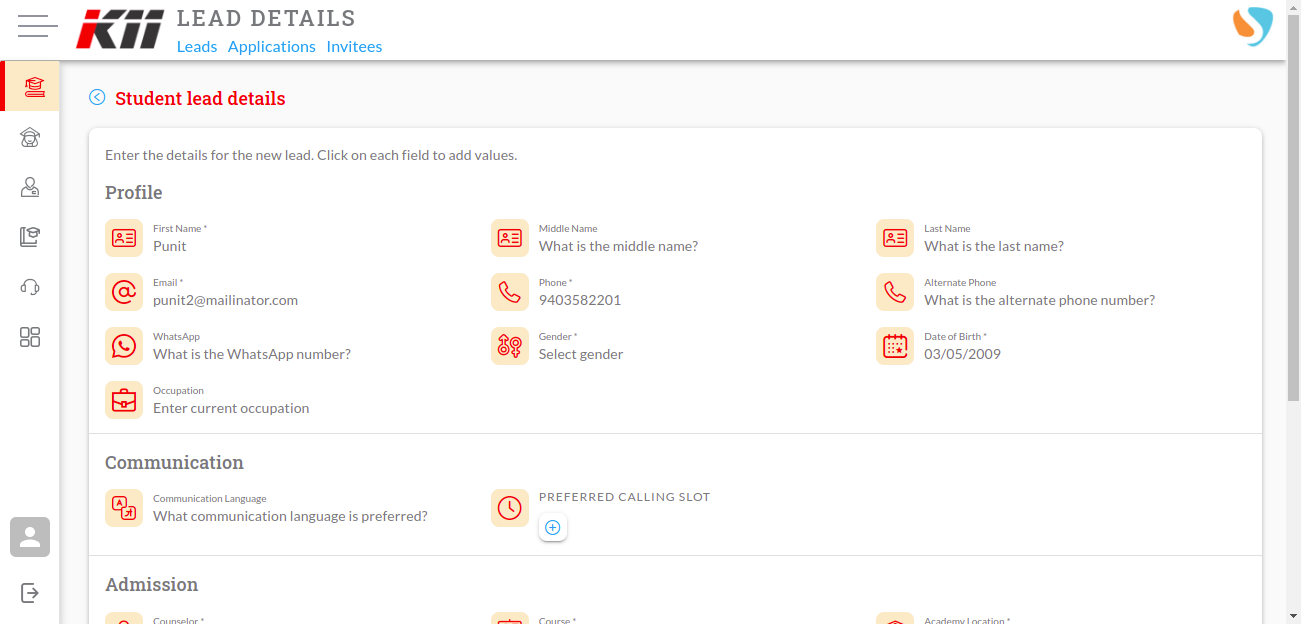 KII
LEAD DETAILS
Leads Applications Invitees
Student lead details
Enter the details for the new lead. Click on each field to add values.
Profile
First Name *
Punit
Middle Name
What is the middle name?
Last Name
What is the last name?
Email *
punit2@mailinator.com
Phone *
9403582201
Alternate Phone
What is the alternate phone number?
WhatsApp
What is the WhatsApp number?
Gender *
Select gender
Date of Birth *
03/05/2009
Occupation
Enter current occupation
Communication
Communication Language
What communication language is preferred?
PREFERRED CALLING SLOT
Admission
Counselor *
Course *
Academy Location *